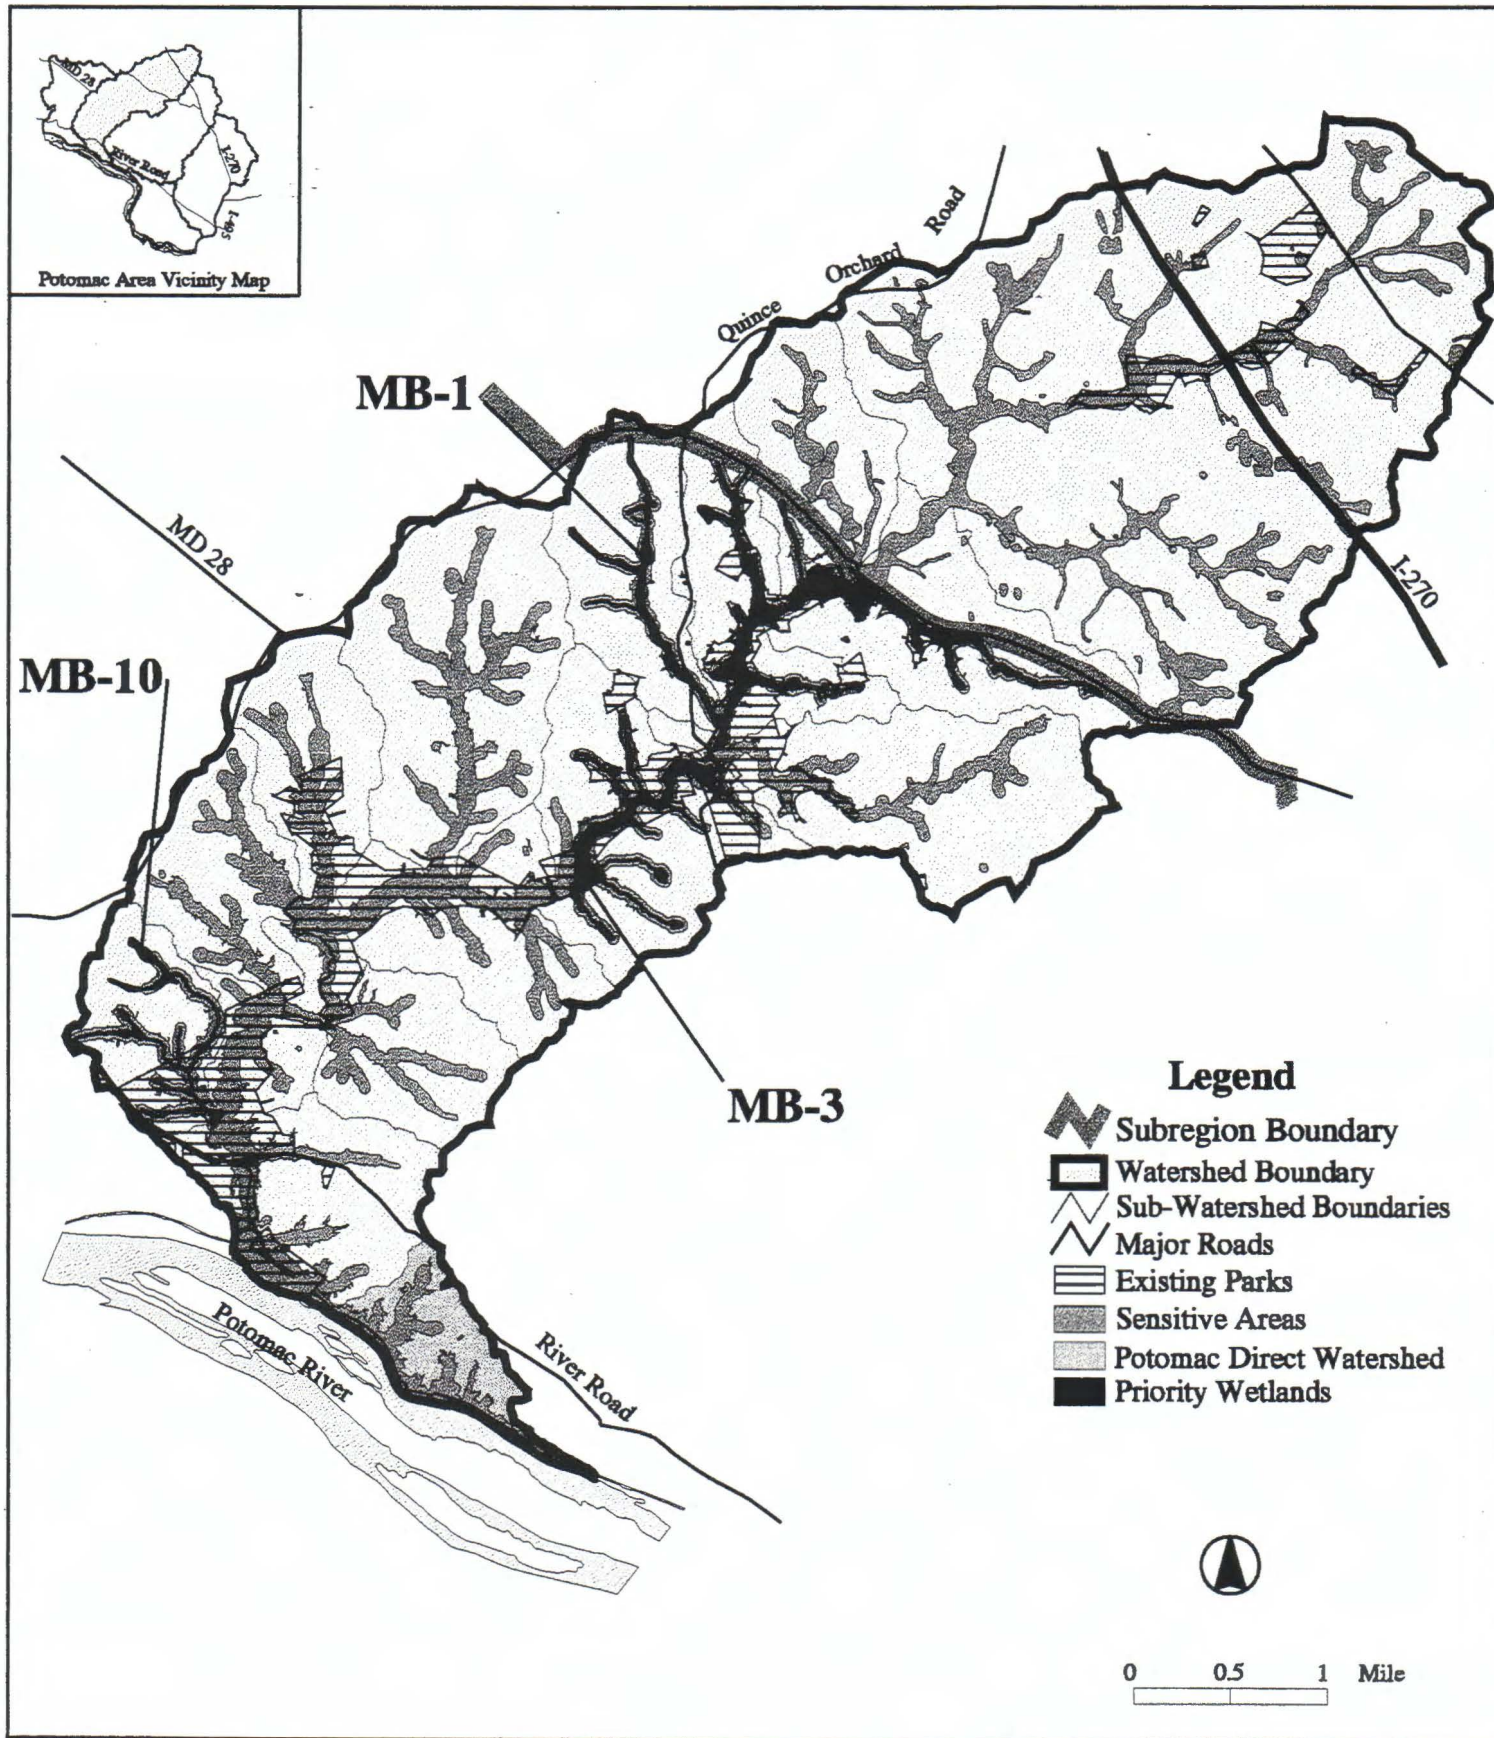 MD 28
River Road
I-270
I-495
Potomac Area Vicinity Map
Quince Orchard Road
MB-1
MD 28
I-270
MB-10
MB-3
Potomac River
River Road
Legend
Subregion Boundary
Watershed Boundary
Sub-Watershed Boundaries
Major Roads
Existing Parks
Sensitive Areas
Potomac Direct Watershed
Priority Wetlands
0 0.5 1 Mile